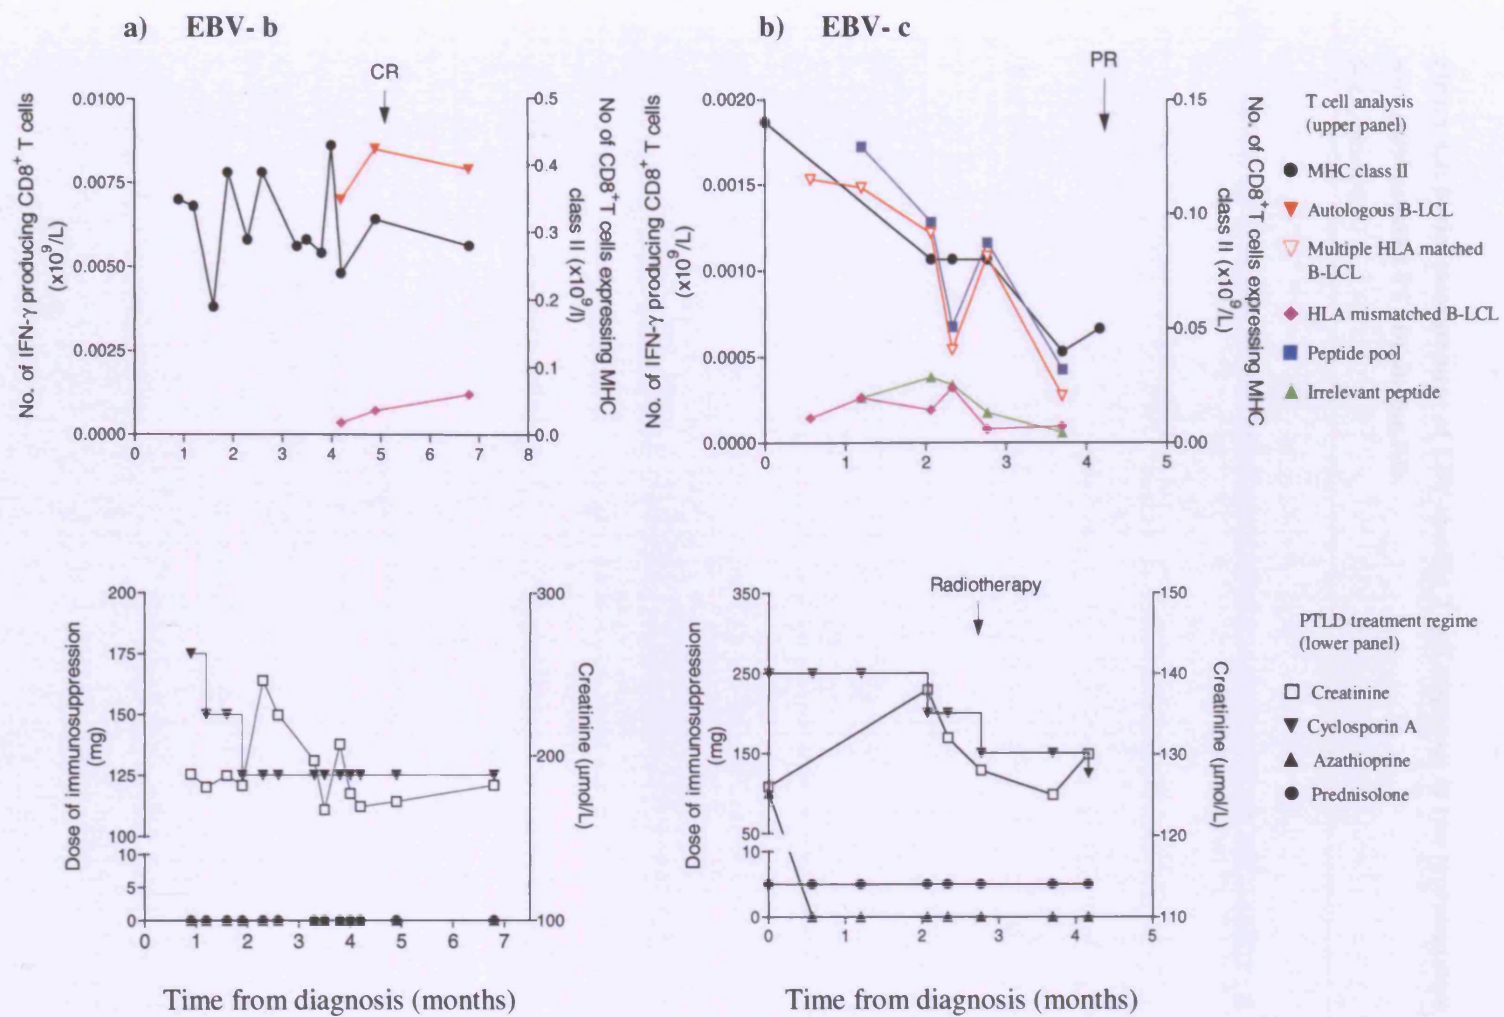 a) EBV- b
b) EBV- c
CR
No. of IFN-γ producing CD8+ T cells
(x10⁹/L)
0.0100
0.0075
0.0050
0.0025
0.0000
0 1 2 3 4 5 6 7 8
0.5
0.4
0.3
0.2
0.1
0.0
No of CD8+T cells expressing MHC
class II (x10⁹/l)
PR
No. of IFN-γ producing CD8+ T cells
(x10⁹/L)
0.0020
0.0015
0.0010
0.0005
0.0000
0 1 2 3 4 5
0.15
0.10
0.05
0.00
No. of CD8+T cells expressing MHC
class II (x10⁹/L)
T cell analysis
(upper panel)
MHC class II
Autologous B-LCL
Multiple HLA matched
B-LCL
HLA mismatched B-LCL
Peptide pool
Irrelevant peptide
Dose of immunosuppression
(mg)
200
175
150
125
100
10
5
0
0 1 2 3 4 5 6 7
300
200
100
Creatinine (µmol/L)
Radiotherapy
Dose of immunosuppression
(mg)
350
250
150
50
10
0
0 1 2 3 4 5
150
140
130
120
110
Creatinine (µmol/L)
PTLD treatment regime
(lower panel)
Creatinine
Cyclosporin A
Azathioprine
Prednisolone
Time from diagnosis (months)
Time from diagnosis (months)